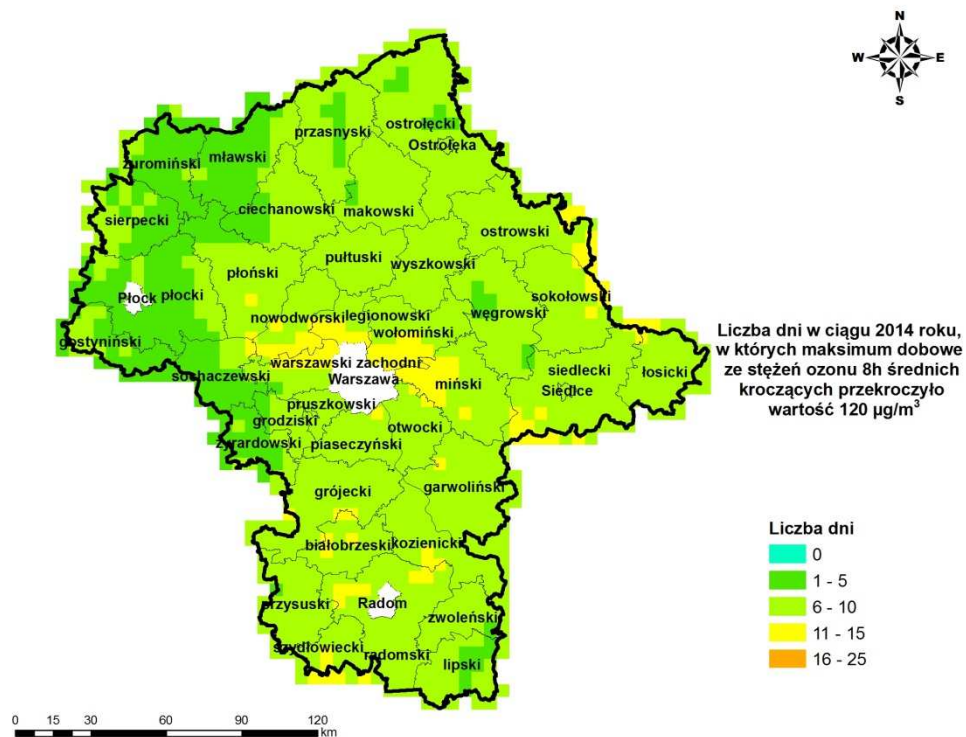 N
W E
S
ostrołęcki
przasnyski
Ostrołęka
żuromiński
mławski
ciechanowski
makowski
sierpecki
ostrowski
pułtuski
wyszkowski
płoński
sokołowski
Płock płocki
węgrowski
nowodworski legionowski
wołomiński
gostyniński
warszawski zachodni
siedlecki
łosicki
sochaczewski
Warszawa
miński
Siedlce
pruszkowski
grodziski
otwocki
żyrardowski
piaseczyński
grójecki
garwoliński
białobrzeski
kozienicki
przysuski
Radom
zwoleński
szydłowiecki
radomski
lipski
Liczba dni w ciągu 2014 roku,
w których maksimum dobowe
ze stężeń ozonu 8h średnich
kroczących przekroczyło
wartość 120 µg/m³
Liczba dni
0
1 - 5
6 - 10
11 - 15
16 - 25
0 15 30 60 90 120
km